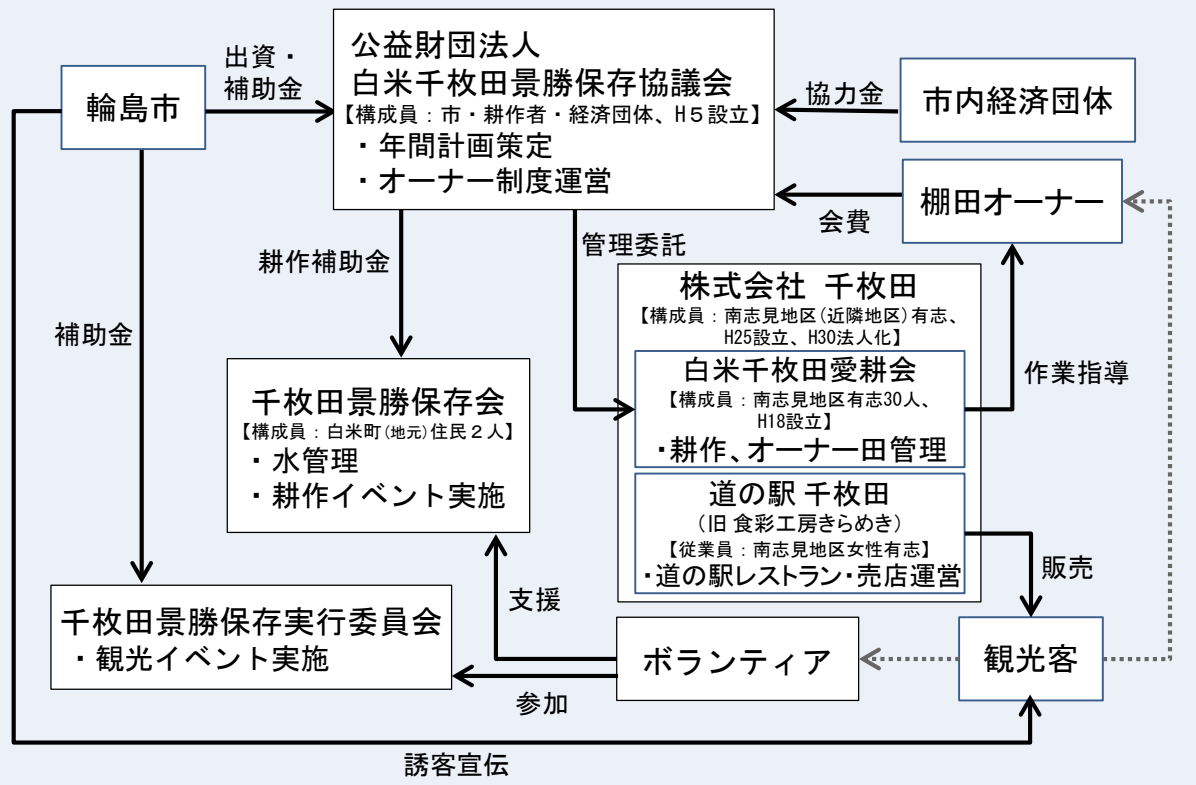 輪島市
出資・
補助金
公益財団法人
白米千枚田景勝保存協議会
【構成員：市・耕作者・経済団体、H５設立】
・年間計画策定
・オーナー制度運営
協力金
市内経済団体
棚田オーナー
会費
耕作補助金
管理委託
補助金
株式会社 千枚田
【構成員：南志見地区(近隣地区)有志、
H25設立、H30法人化】
白米千枚田愛耕会
【構成員：南志見地区有志30人、
H18設立】
・耕作、オーナー田管理
作業指導
千枚田景勝保存会
【構成員：白米町(地元)住民２人】
・水管理
・耕作イベント実施
道の駅 千枚田
（旧 食彩工房きらめき）
【従業員：南志見地区女性有志】
・道の駅レストラン・売店運営
販売
支援
千枚田景勝保存実行委員会
・観光イベント実施
ボランティア
観光客
参加
誘客宣伝